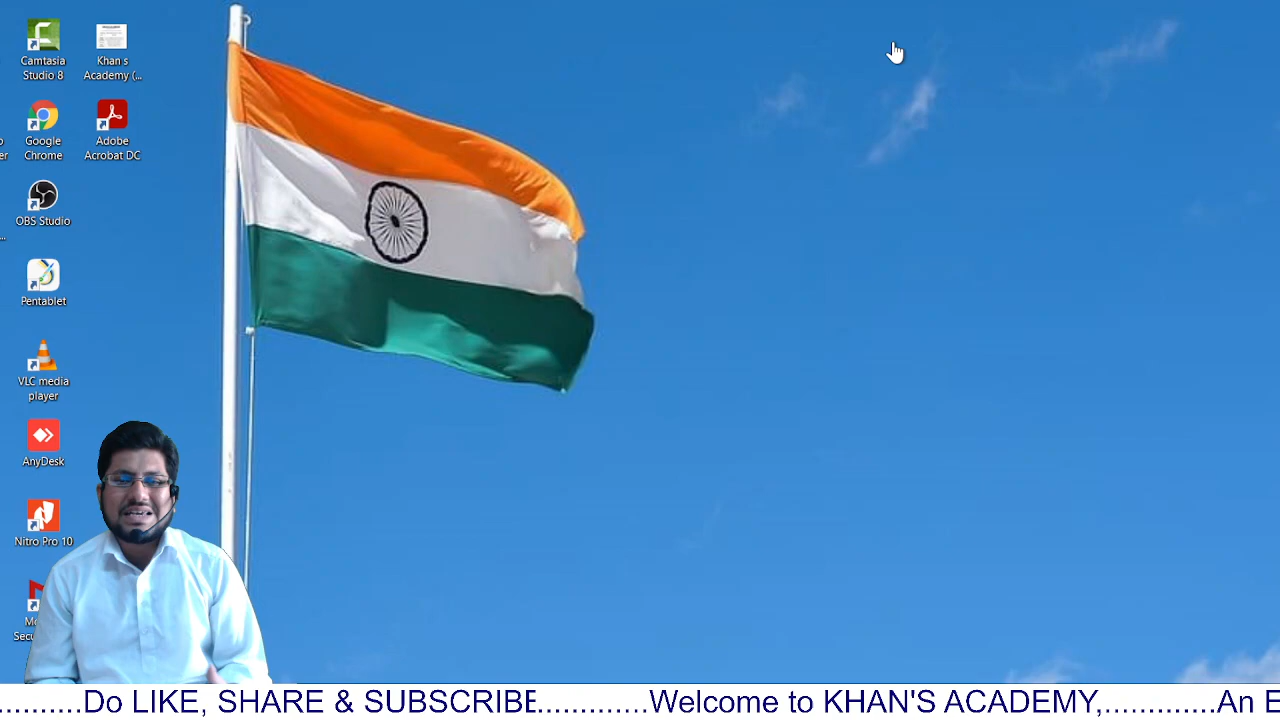 Camtasia
Studio 8
Khan s
Academy (...
Google
Chrome
Adobe
Acrobat DC
OBS Studio
Pentablet
VLC media
player
AnyDesk
Nitro Pro 10
..........Do LIKE, SHARE & SUBSCRIBE.............Welcome to KHAN'S ACADEMY,.............An E